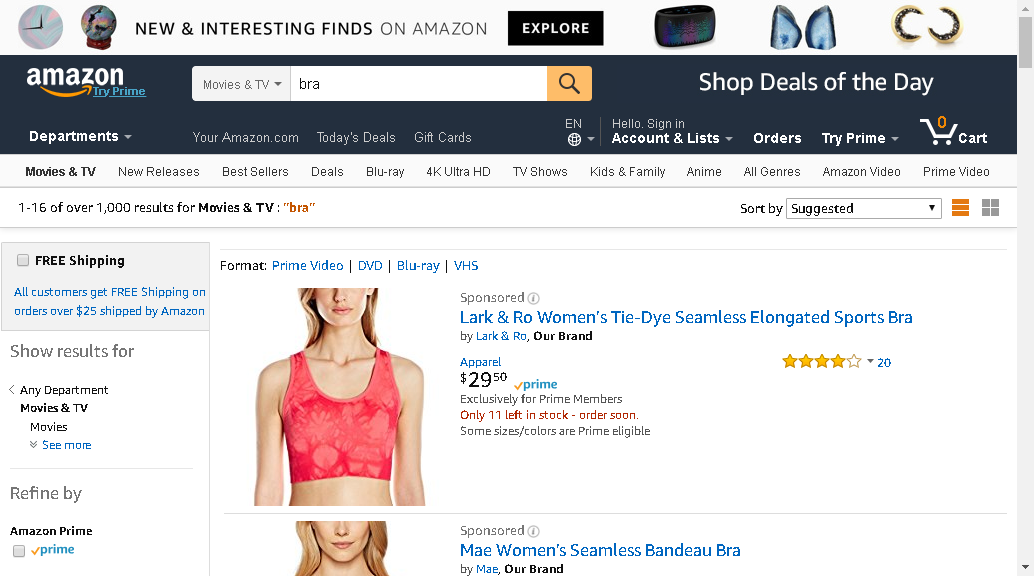 NEW & INTERESTING FINDS ON AMAZON EXPLORE
amazon
Try Prime
Movies & TV
bra
Shop Deals of the Day
Departments
Your Amazon.com Today's Deals Gift Cards
EN
Hello. Sign in
Account & Lists
Orders
Try Prime
0
Cart
Movies & TV New Releases Best Sellers Deals Blu-ray 4K Ultra HD TV Shows Kids & Family Anime All Genres Amazon Video Prime Video
1-16 of over 1,000 results for Movies & TV : "bra"
Sort by Suggested
FREE Shipping
All customers get FREE Shipping on
orders over $25 shipped by Amazon
Show results for
Any Department
Movies & TV
Movies
See more
Refine by
Amazon Prime
prime
Format: Prime Video | DVD | Blu-ray | VHS
Sponsored
Lark & Ro Women's Tie-Dye Seamless Elongated Sports Bra
by Lark & Ro, Our Brand
Apparel
$29 50 prime
20
Exclusively for Prime Members
Only 11 left in stock - order soon.
Some sizes/colors are Prime eligible
Sponsored
Mae Women's Seamless Bandeau Bra
by Mae, Our Brand